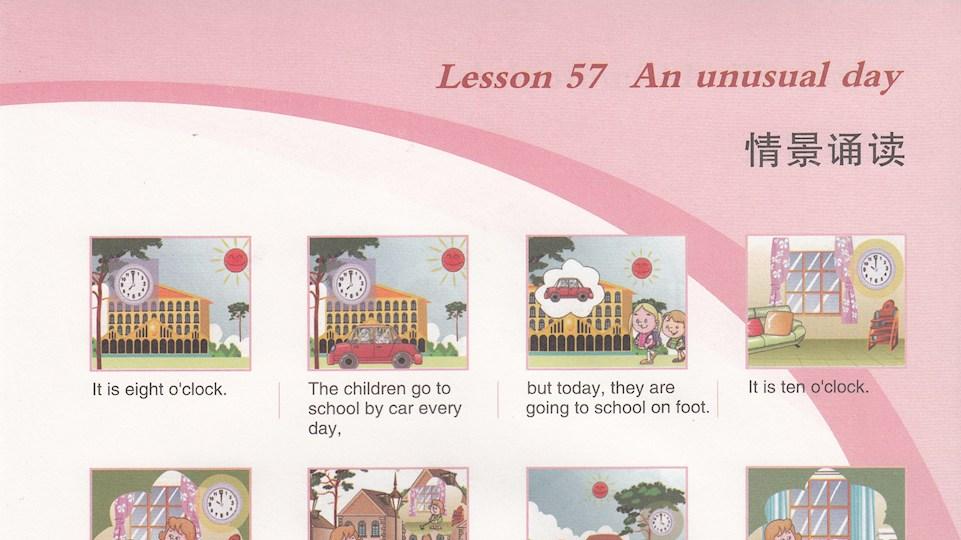 Lesson 57 An unusual day
情景诵读
It is eight o'clock.
The children go to
school by car every
day,
but today, they are
going to school on foot.
It is ten o'clock.